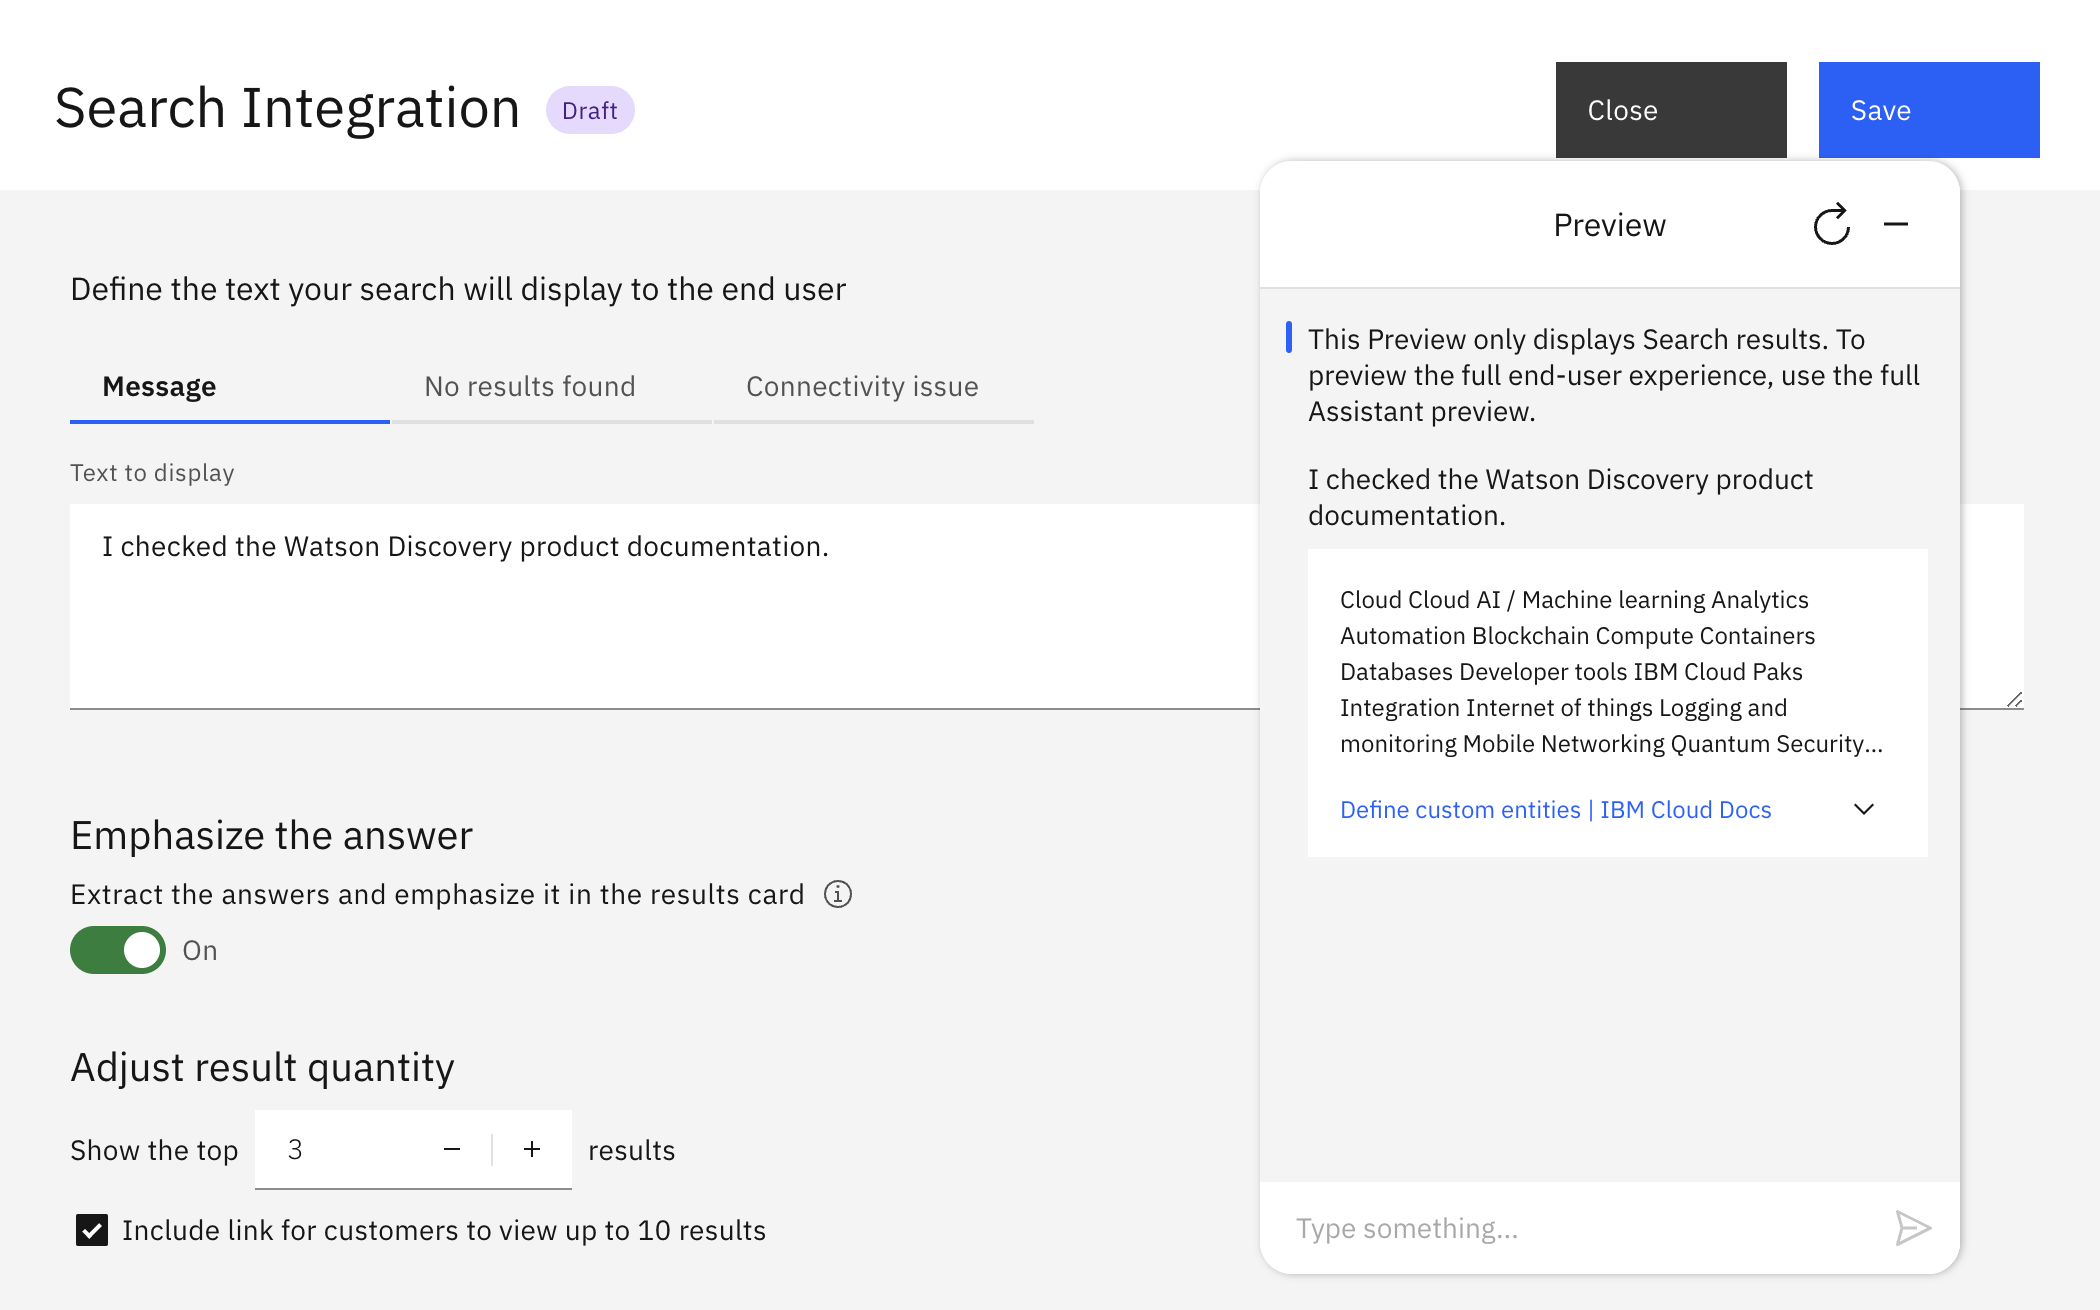 Search Integration
Draft
Close
Save
Define the text your search will display to the end user
Message
No results found
Connectivity issue
Text to display
I checked the Watson Discovery product documentation.
Emphasize the answer
Extract the answers and emphasize it in the results card
On
Adjust result quantity
Show the top 3 results
Include link for customers to view up to 10 results
Preview
This Preview only displays Search results. To
preview the full end-user experience, use the full
Assistant preview.
I checked the Watson Discovery product
documentation.
Cloud Cloud AI / Machine learning Analytics
Automation Blockchain Compute Containers
Databases Developer tools IBM Cloud Paks
Integration Internet of things Logging and
monitoring Mobile Networking Quantum Security...
Define custom entities | IBM Cloud Docs
Type something...